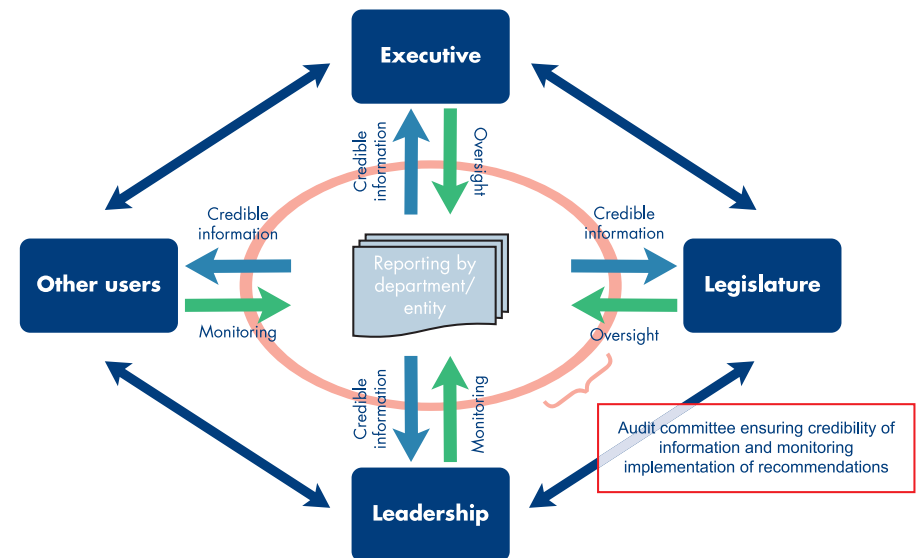 Executive
Credible
information
Oversight
Credible
information
Credible
information
Other users
Reporting by
department/
entity
Legislature
Monitoring
Oversight
Credible
information
Monitoring
Audit committee ensuring credibility of
information and monitoring
implementation of recommendations
Leadership